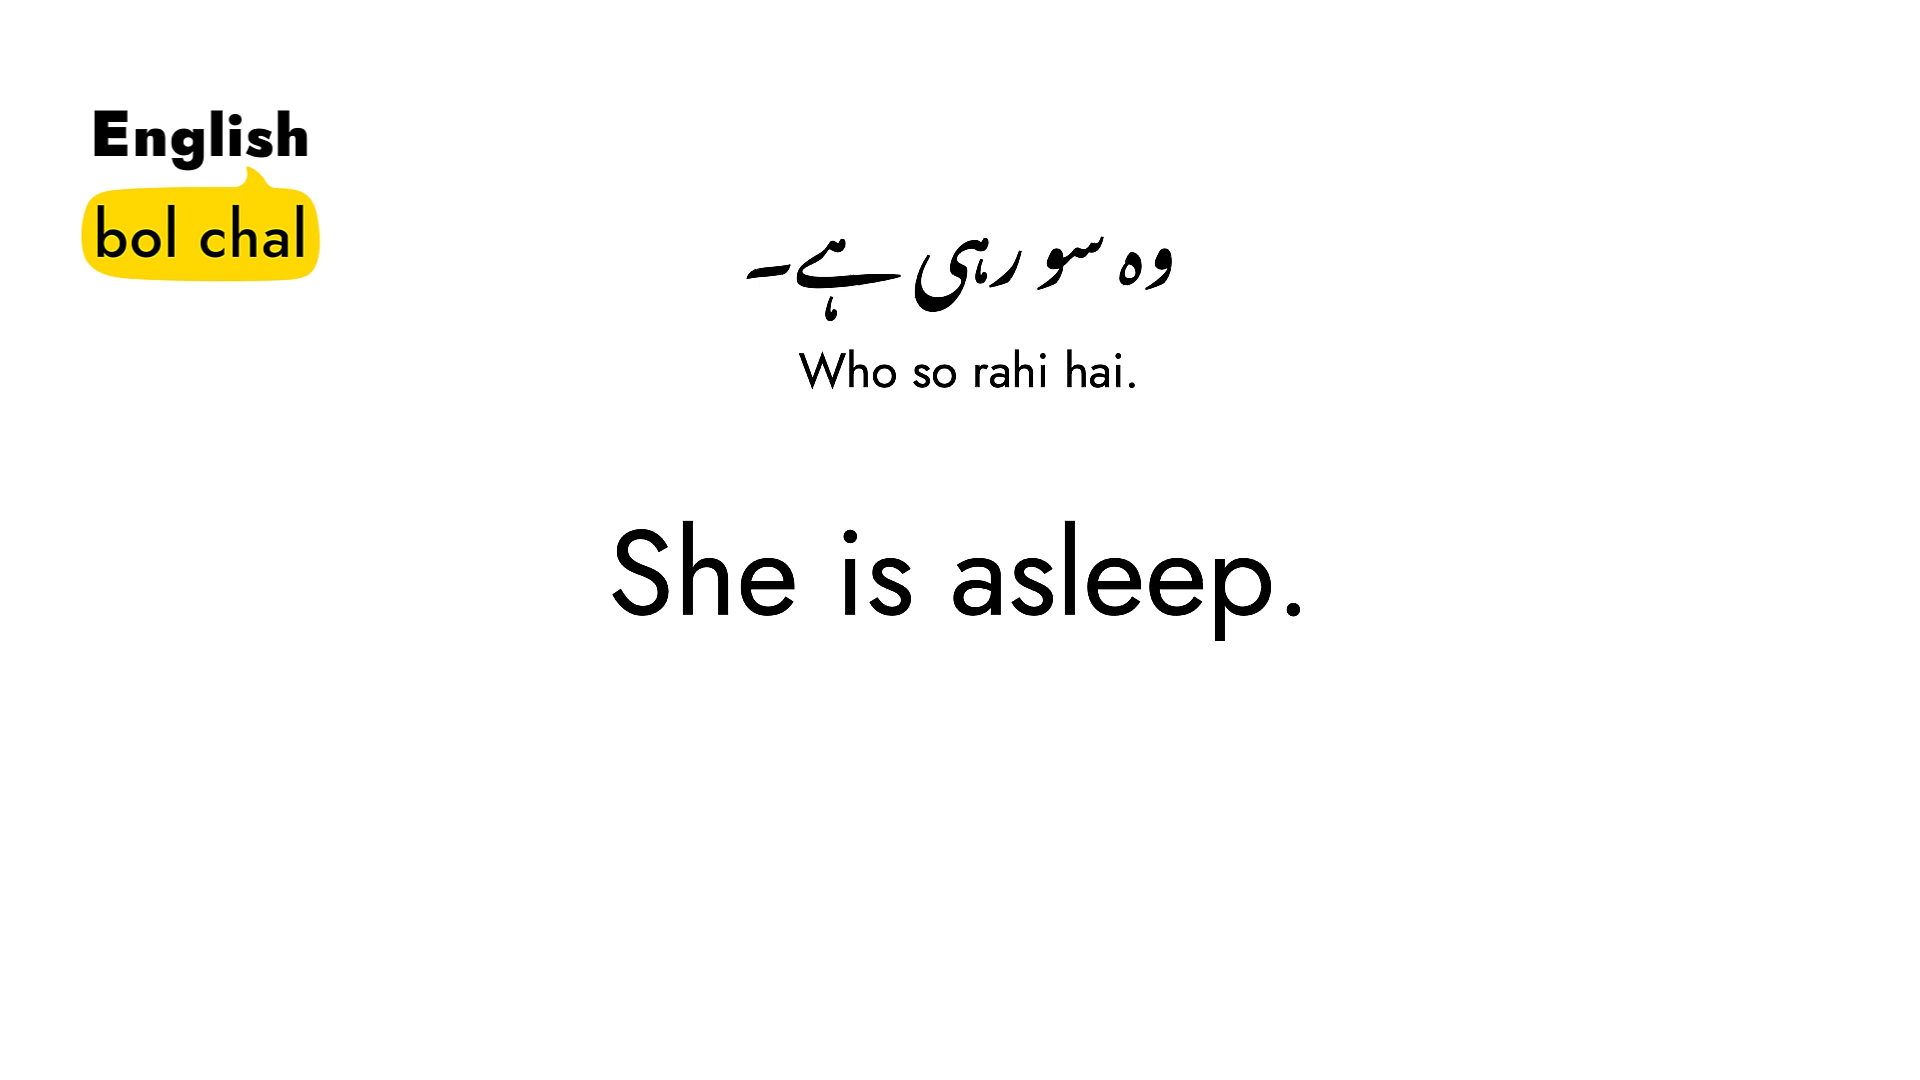 English
bol chal
وہ سو رہی ہے۔
Who so rahi hai.
She is asleep.